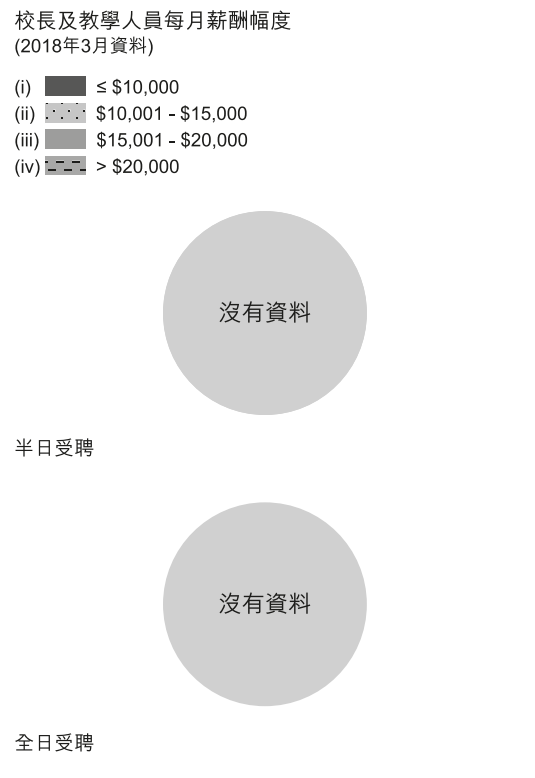 校長及教學人員每月薪酬幅度
(2018年3月資料)
(i) ≤ $10,000
(ii) $10,001 - $15,000
(iii) $15,001 - $20,000
(iv) > $20,000
沒有資料
半日受聘
沒有資料
全日受聘